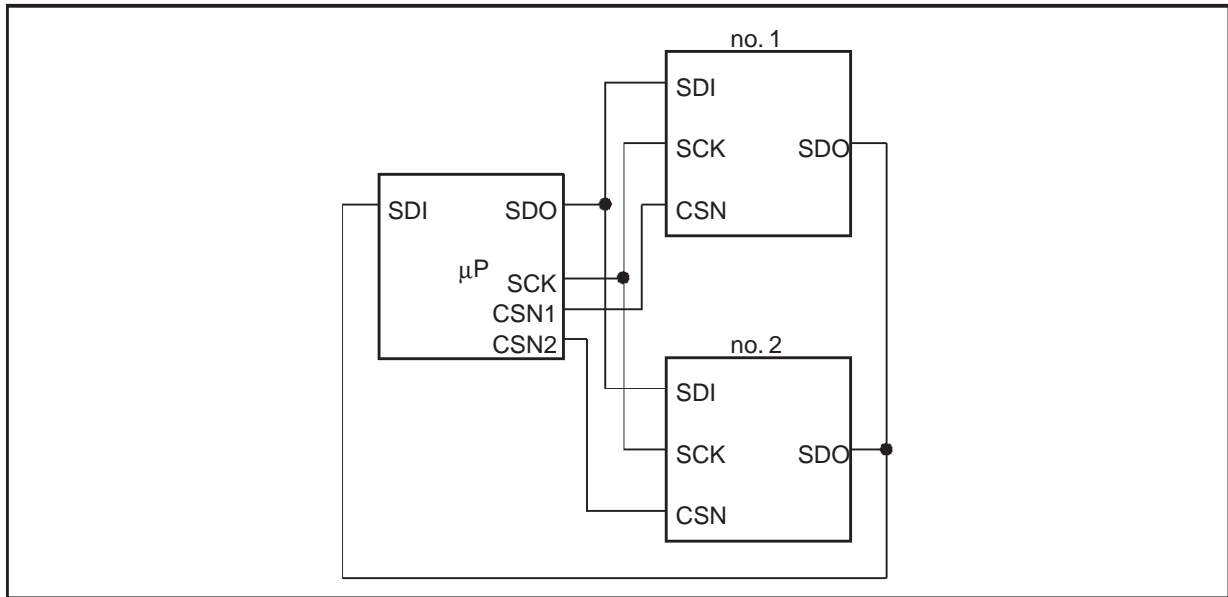 no. 1
SDI
SCK SDO
CSN
SDI SDO
μP
SCK
CSN1
CSN2
no. 2
SDI
SCK SDO
CSN